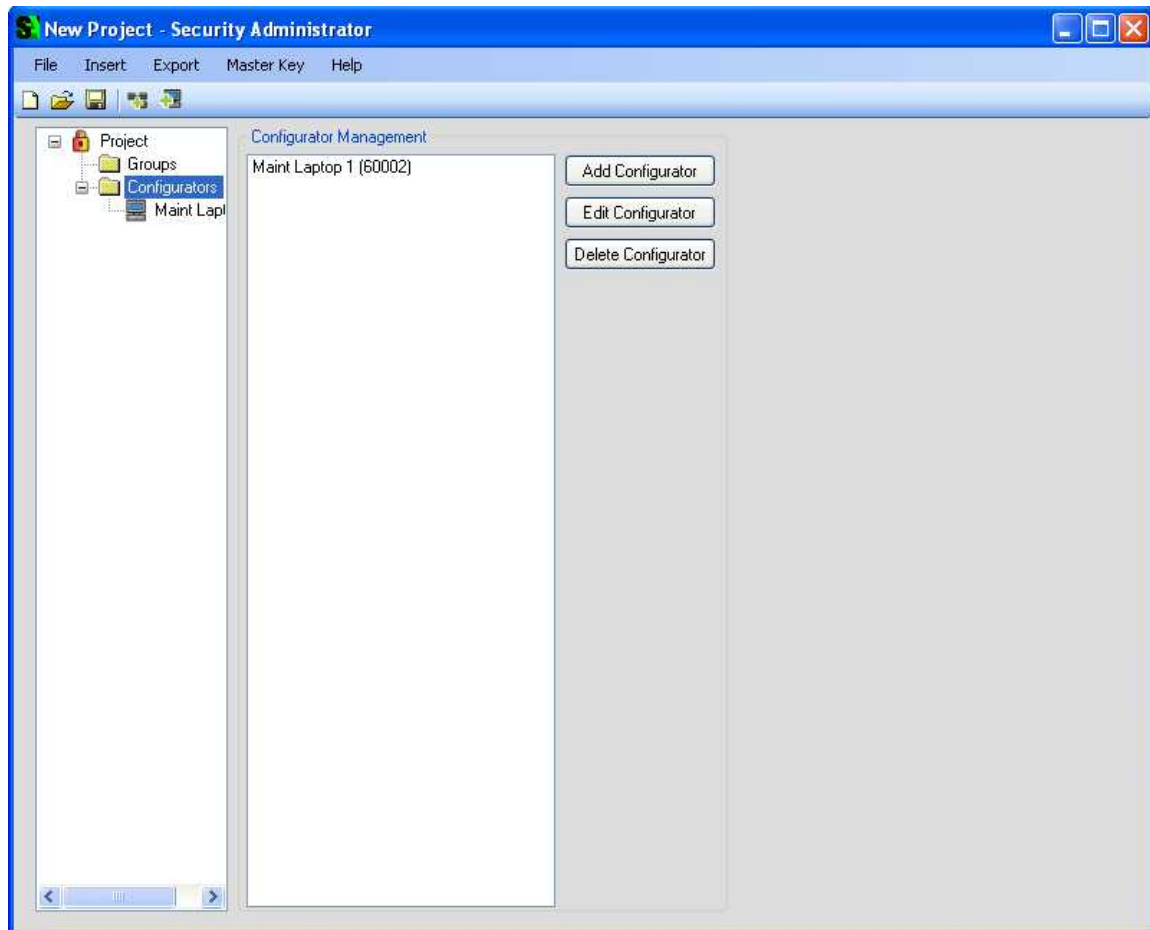 New Project - Security Administrator
File Insert Export Master Key Help
Project
Groups
Configurators
Maint Lapl
Configurator Management
Maint Laptop 1 (60002)
Add Configurator
Edit Configurator
Delete Configurator